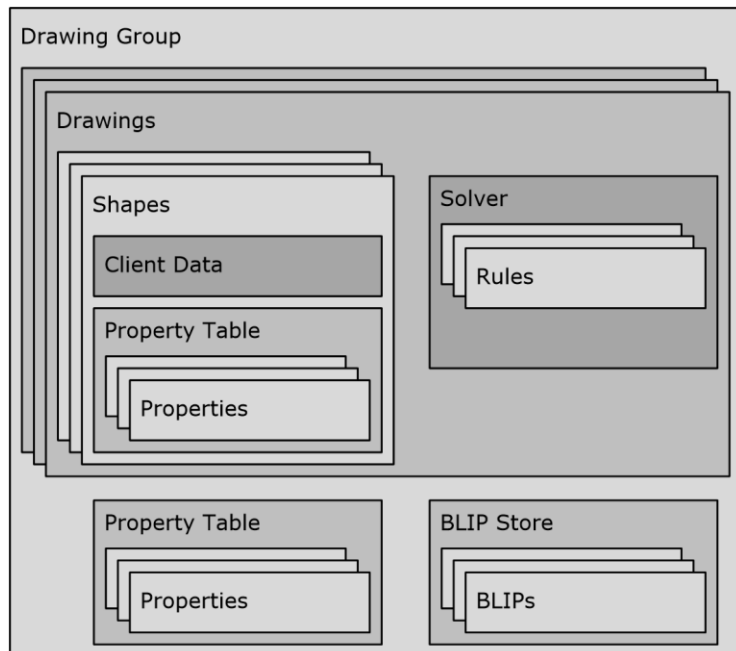 Drawing Group
Drawings
Shapes
Client Data
Property Table
Properties
Solver
Rules
Property Table
Properties
BLIP Store
BLIPs